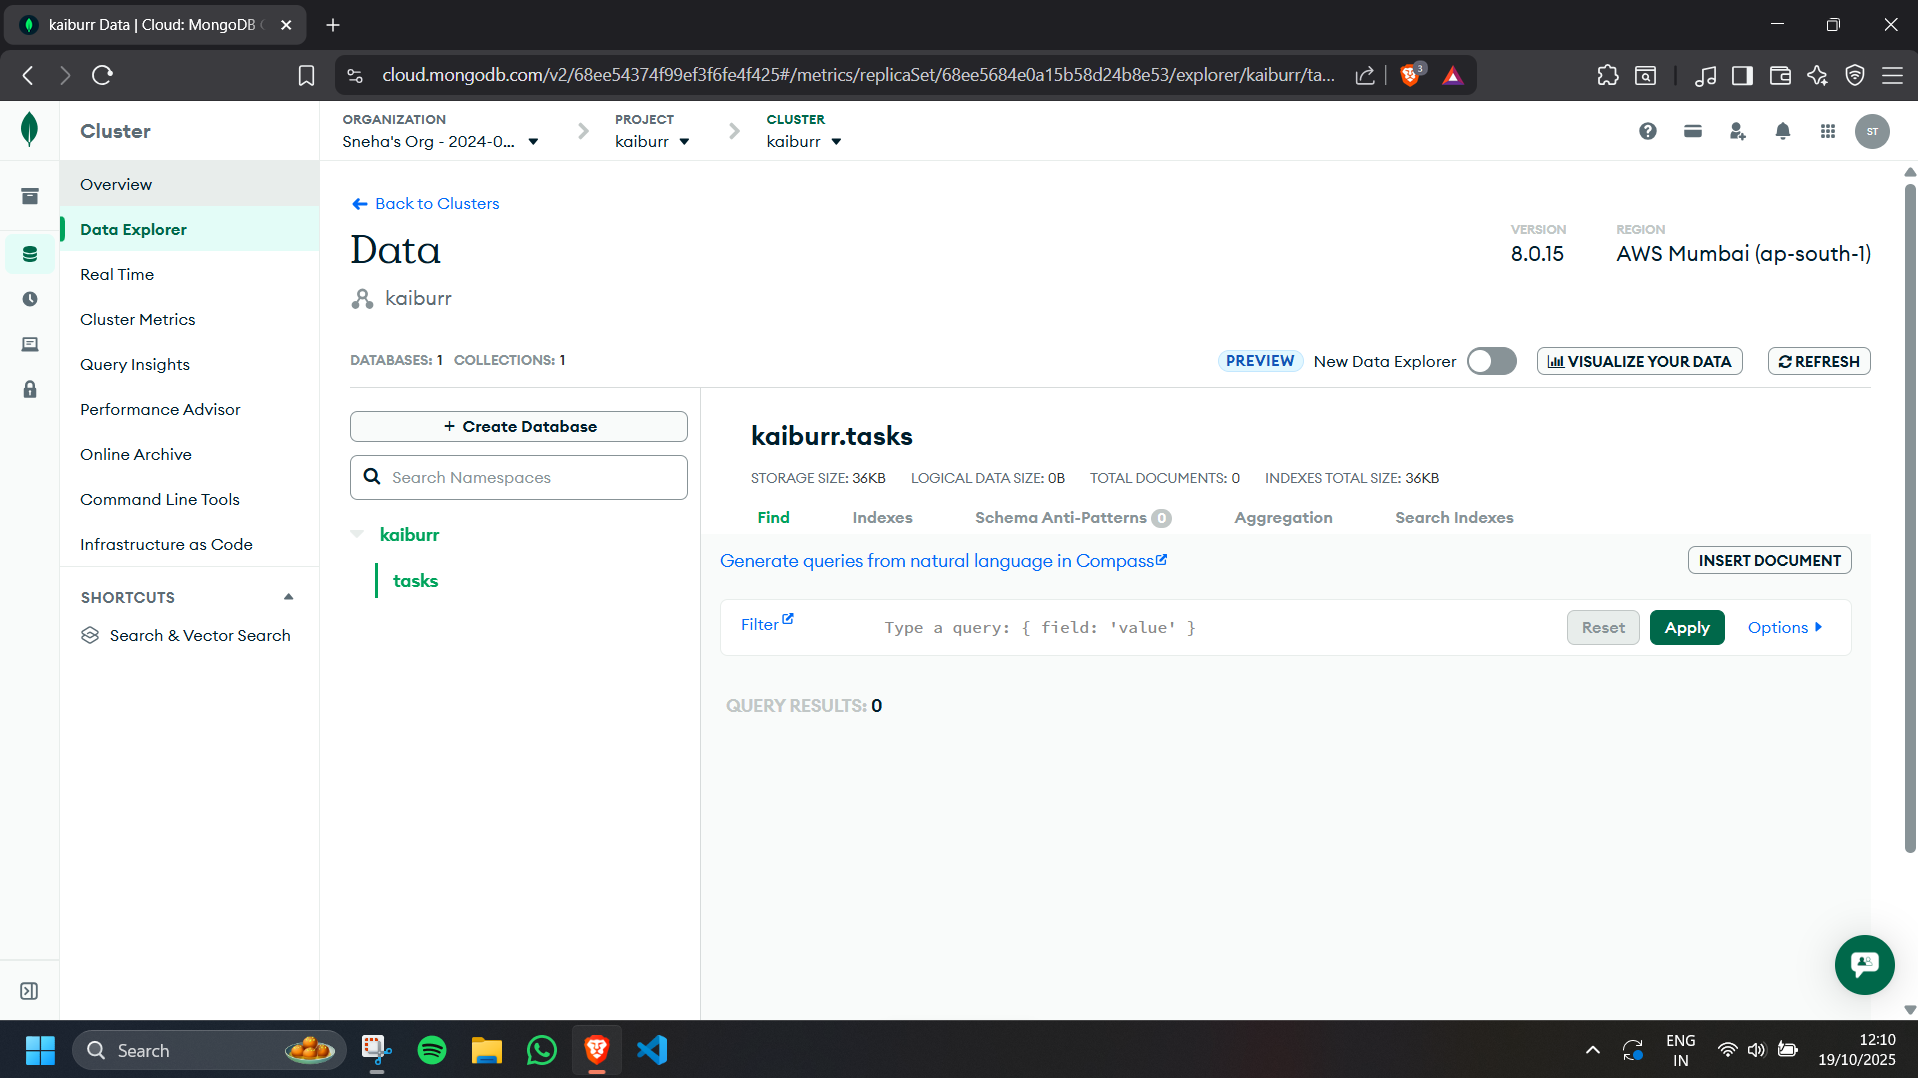 kaiburr Data | Cloud: MongoDB
cloud.mongodb.com/v2/68ee54374f99ef3f6fe4f425#/metrics/replicaSet/68ee5684e0a15b58d24b8e53/explorer/kaiburr/ta...
3
Cluster
ORGANIZATION
Sneha's Org - 2024-0...
PROJECT
kaiburr
CLUSTER
kaiburr
ST
Overview
Data Explorer
Real Time
Cluster Metrics
Query Insights
Performance Advisor
Online Archive
Command Line Tools
Infrastructure as Code
SHORTCUTS
Search & Vector Search
Back to Clusters
Data
kaiburr
VERSION
8.0.15
REGION
AWS Mumbai (ap-south-1)
DATABASES: 1 COLLECTIONS: 1
PREVIEW New Data Explorer
VISUALIZE YOUR DATA
REFRESH
+ Create Database
Search Namespaces
kaiburr
tasks
kaiburr.tasks
STORAGE SIZE: 36KB LOGICAL DATA SIZE: 0B TOTAL DOCUMENTS: 0 INDEXES TOTAL SIZE: 36KB
Find Indexes Schema Anti-Patterns 0 Aggregation Search Indexes
Generate queries from natural language in Compass
INSERT DOCUMENT
Filter
Type a query: { field: 'value' }
Reset
Apply
Options
QUERY RESULTS: 0
Search
ENG
IN
12:10
19/10/2025